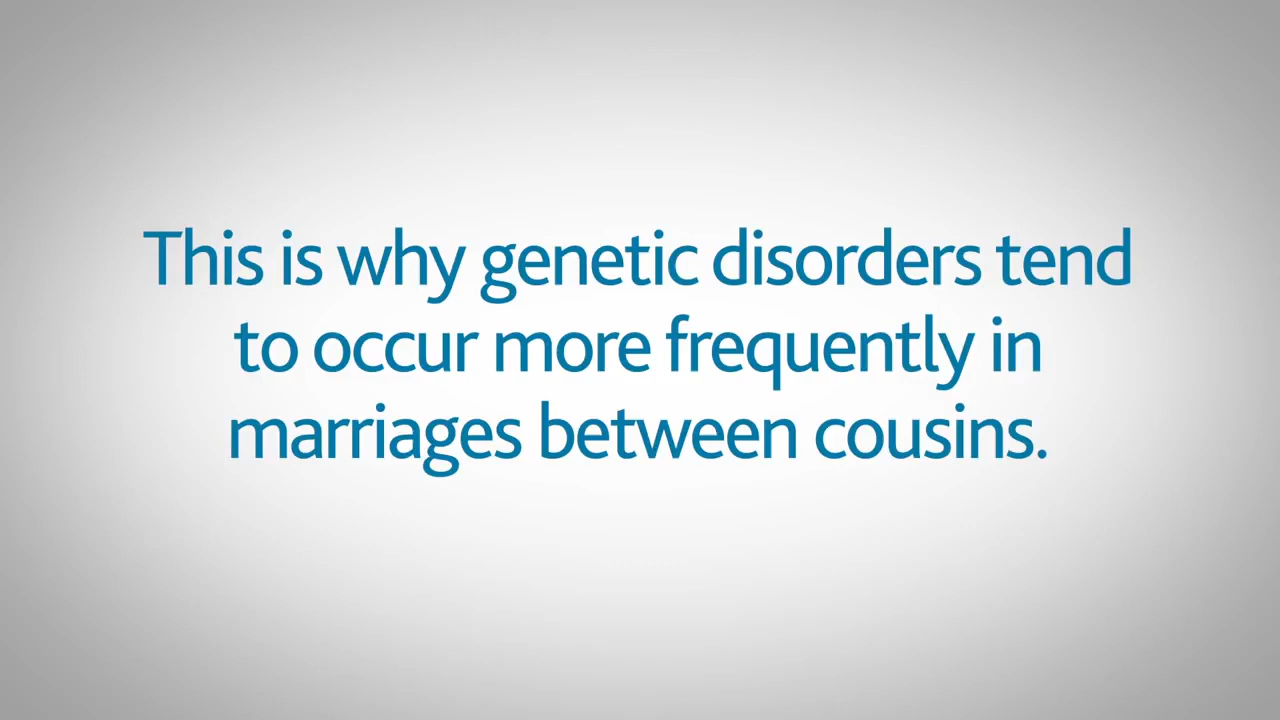 This is why genetic disorders tend
to occur more frequently in
marriages between cousins.